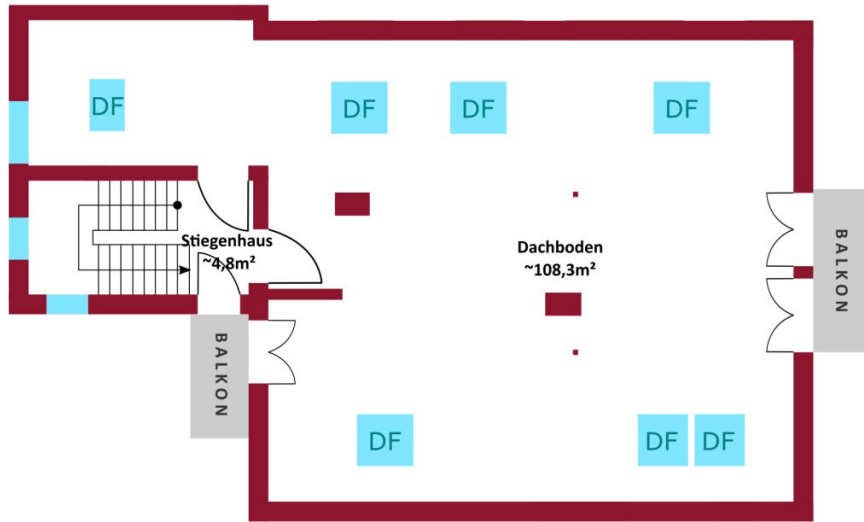 DF
DF
DF
DF
Stiegenhaus
~4,8m²
Dachboden
~108,3m²
BALKON
BALKON
DF
DF
DF